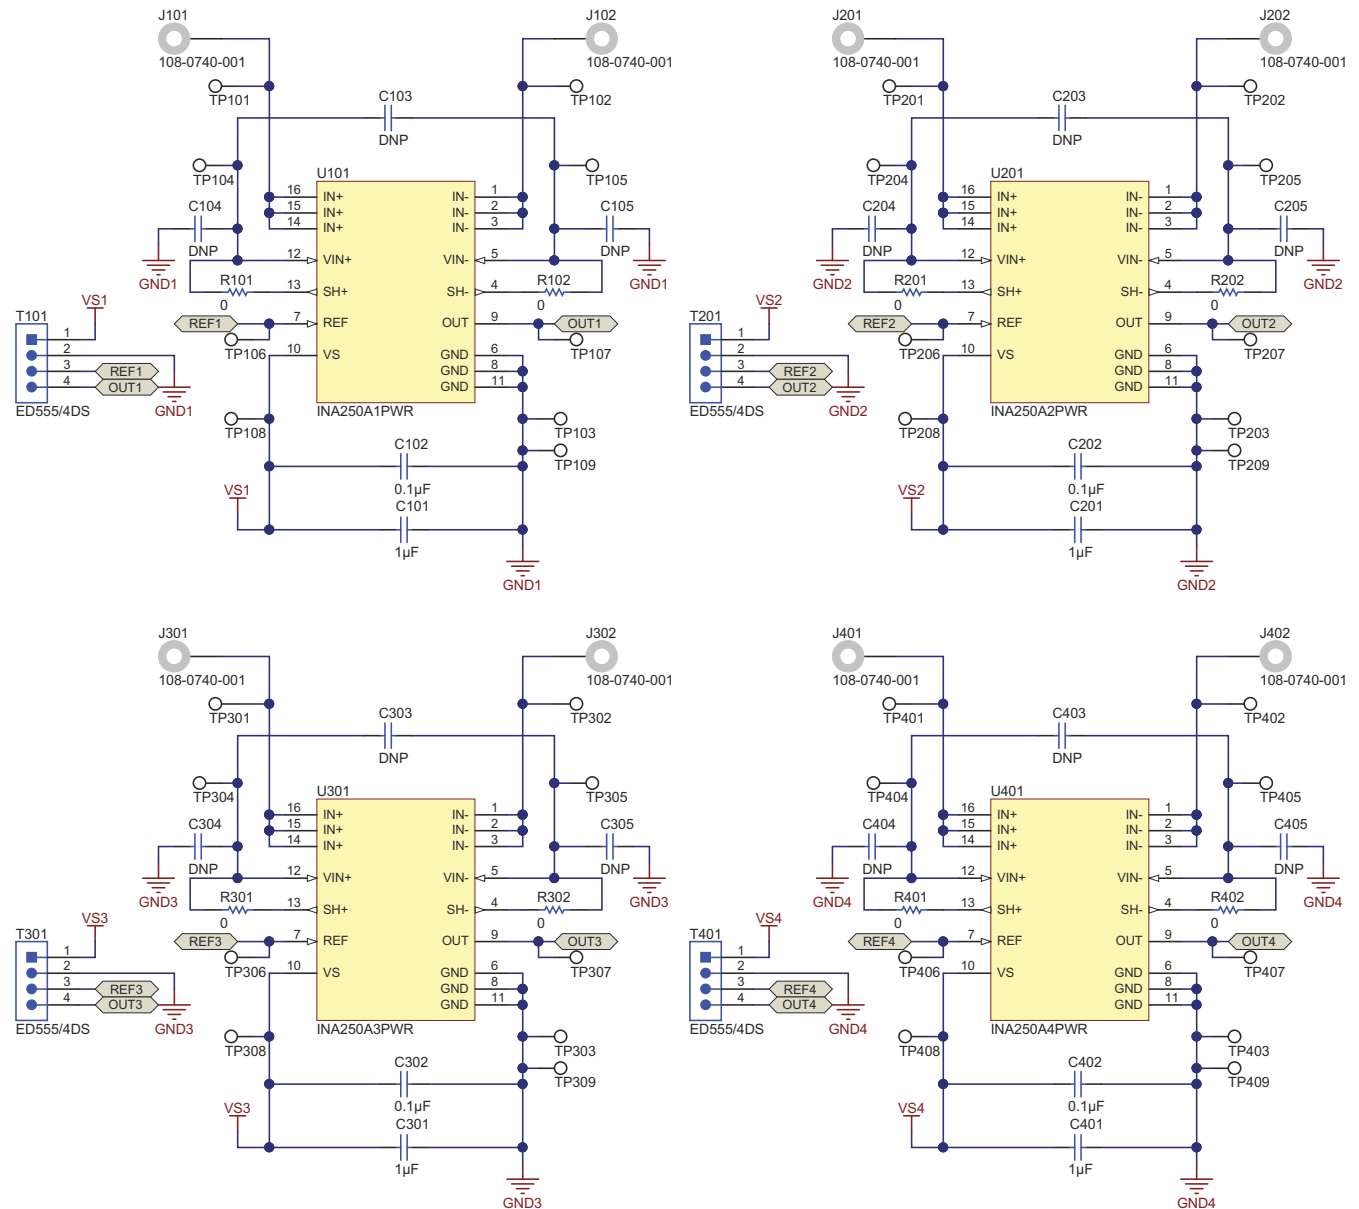 J101
108-0740-001
TP101
J102
108-0740-001
TP102
C103
DNP
TP104
TP105
C104
DNP
GND1
C105
DNP
GND1
U101
16 IN+
15 IN+
14 IN+
12 VIN+
13 SH+
7 REF
10 VS
IN- 1
IN- 2
IN- 3
VIN- 5
SH- 4
OUT 9
GND 6
GND 8
GND 11
INA250A1PWR
R101
0
R102
0
REF1
TP106
OUT1
TP107
T101
VS1
1
2
3 REF1
4 OUT1
GND1
ED555/4DS
TP108
TP103
TP109
C102
0.1µF
C101
1µF
VS1
GND1
J201
108-0740-001
TP201
J202
108-0740-001
TP202
C203
DNP
TP204
TP205
C204
DNP
GND2
C205
DNP
GND2
U201
16 IN+
15 IN+
14 IN+
12 VIN+
13 SH+
7 REF
10 VS
IN- 1
IN- 2
IN- 3
VIN- 5
SH- 4
OUT 9
GND 6
GND 8
GND 11
INA250A2PWR
R201
0
R202
0
REF2
TP206
OUT2
TP207
T201
VS2
1
2
3 REF2
4 OUT2
GND2
ED555/4DS
TP208
TP203
TP209
C202
0.1µF
C201
1µF
VS2
GND2
J301
108-0740-001
TP301
J302
108-0740-001
TP302
C303
DNP
TP304
TP305
C304
DNP
GND3
C305
DNP
GND3
U301
16 IN+
15 IN+
14 IN+
12 VIN+
13 SH+
7 REF
10 VS
IN- 1
IN- 2
IN- 3
VIN- 5
SH- 4
OUT 9
GND 6
GND 8
GND 11
INA250A3PWR
R301
0
R302
0
REF3
TP306
OUT3
TP307
T301
VS3
1
2
3 REF3
4 OUT3
GND3
ED555/4DS
TP308
TP303
TP309
C302
0.1µF
C301
1µF
VS3
GND3
J401
108-0740-001
TP401
J402
108-0740-001
TP402
C403
DNP
TP404
TP405
C404
DNP
GND4
C405
DNP
GND4
U401
16 IN+
15 IN+
14 IN+
12 VIN+
13 SH+
7 REF
10 VS
IN- 1
IN- 2
IN- 3
VIN- 5
SH- 4
OUT 9
GND 6
GND 8
GND 11
INA250A4PWR
R401
0
R402
0
REF4
TP406
OUT4
TP407
T401
VS4
1
2
3 REF4
4 OUT4
GND4
ED555/4DS
TP408
TP403
TP409
C402
0.1µF
C401
1µF
VS4
GND4